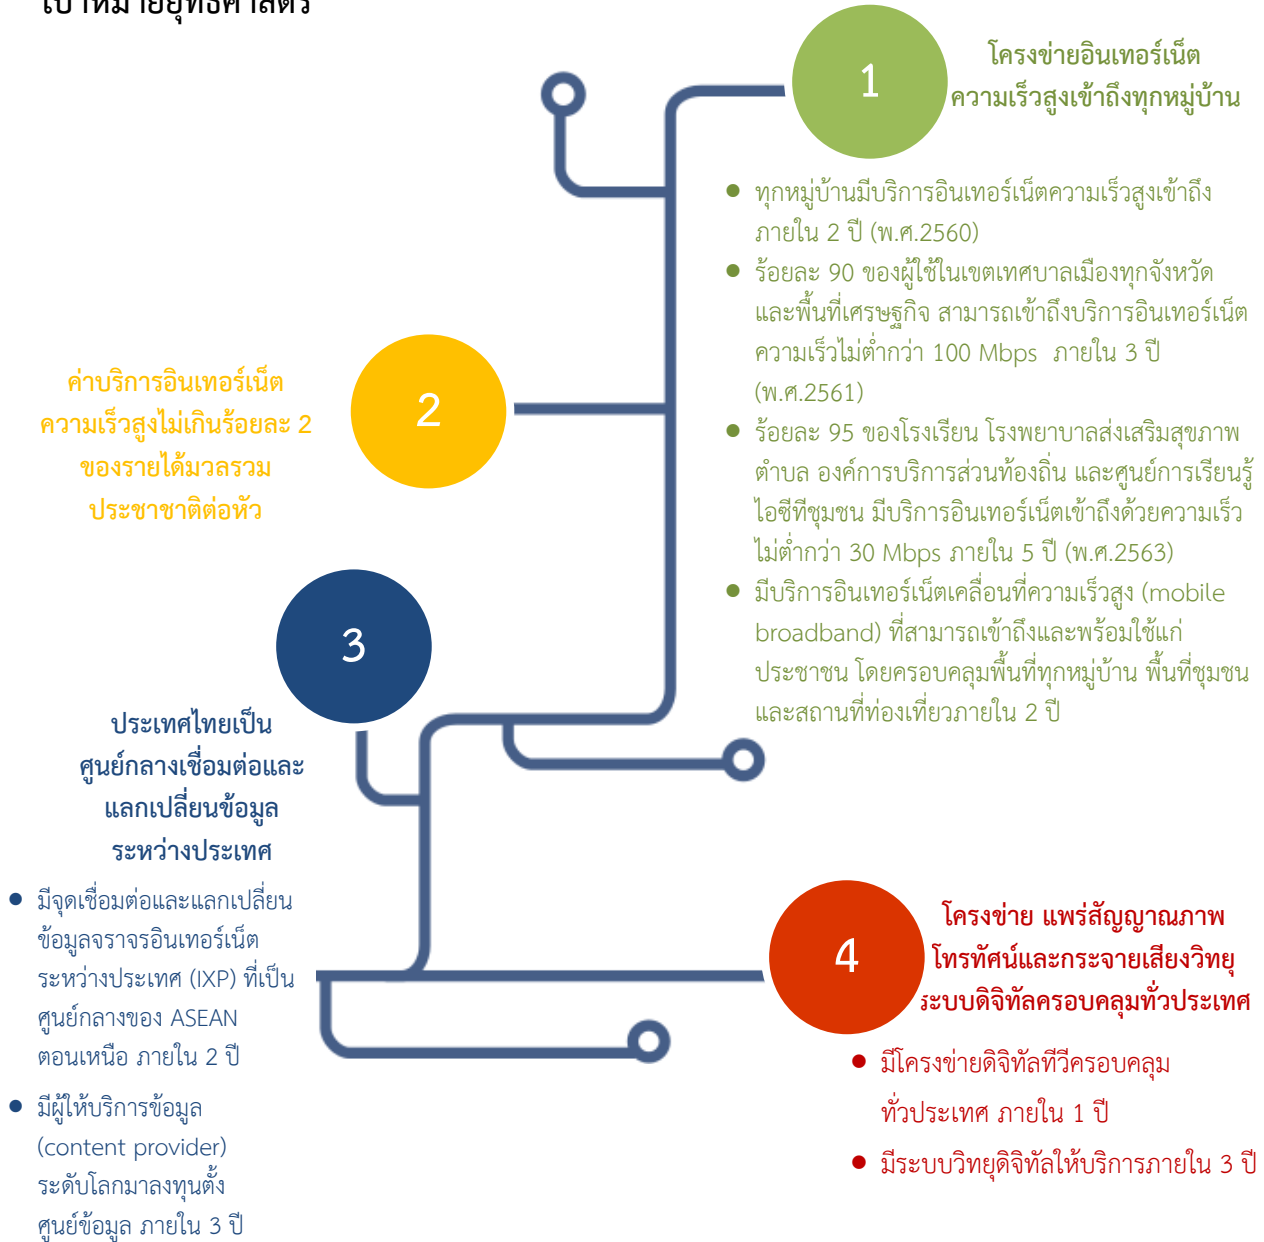 เป้าหมายยุทธศาสตร์
1
โครงข่ายอินเทอร์เน็ต
ความเร็วสูงเข้าถึงทุกหมู่บ้าน
● ทุกหมู่บ้านมีบริการอินเทอร์เน็ตความเร็วสูงเข้าถึง
ภายใน 2 ปี (พ.ศ.2560)
● ร้อยละ 90 ของผู้ใช้ในเขตเทศบาลเมืองทุกจังหวัด
และพื้นที่เศรษฐกิจ สามารถเข้าถึงบริการอินเทอร์เน็ต
ความเร็วไม่ต่ำกว่า 100 Mbps ภายใน 3 ปี
(พ.ศ.2561)
● ร้อยละ 95 ของโรงเรียน โรงพยาบาลส่งเสริมสุขภาพ
ตำบล องค์การบริการส่วนท้องถิ่น และศูนย์การเรียนรู้
ไอซีทีชุมชน มีบริการอินเทอร์เน็ตเข้าถึงด้วยความเร็ว
ไม่ต่ำกว่า 30 Mbps ภายใน 5 ปี (พ.ศ.2563)
● มีบริการอินเทอร์เน็ตเคลื่อนที่ความเร็วสูง (mobile
broadband) ที่สามารถเข้าถึงและพร้อมใช้แก่
ประชาชน โดยครอบคลุมพื้นที่ทุกหมู่บ้าน พื้นที่ชุมชน
และสถานที่ท่องเที่ยวภายใน 2 ปี
2
ค่าบริการอินเทอร์เน็ต
ความเร็วสูงไม่เกินร้อยละ 2
ของรายได้มวลรวม
ประชาชาติต่อหัว
3
ประเทศไทยเป็น
ศูนย์กลางเชื่อมต่อและ
แลกเปลี่ยนข้อมูล
ระหว่างประเทศ
● มีจุดเชื่อมต่อและแลกเปลี่ยน
ข้อมูลจราจรอินเทอร์เน็ต
ระหว่างประเทศ (IXP) ที่เป็น
ศูนย์กลางของ ASEAN
ตอนเหนือ ภายใน 2 ปี
● มีผู้ให้บริการข้อมูล
(content provider)
ระดับโลกมาลงทุนตั้ง
ศูนย์ข้อมูล ภายใน 3 ปี
4
โครงข่าย แพร่สัญญาณภาพ
โทรทัศน์และกระจายเสียงวิทยุ
ระบบดิจิทัลครอบคลุมทั่วประเทศ
● มีโครงข่ายดิจิทัลทีวีครอบคลุม
ทั่วประเทศ ภายใน 1 ปี
● มีระบบวิทยุดิจิทัลให้บริการภายใน 3 ปี